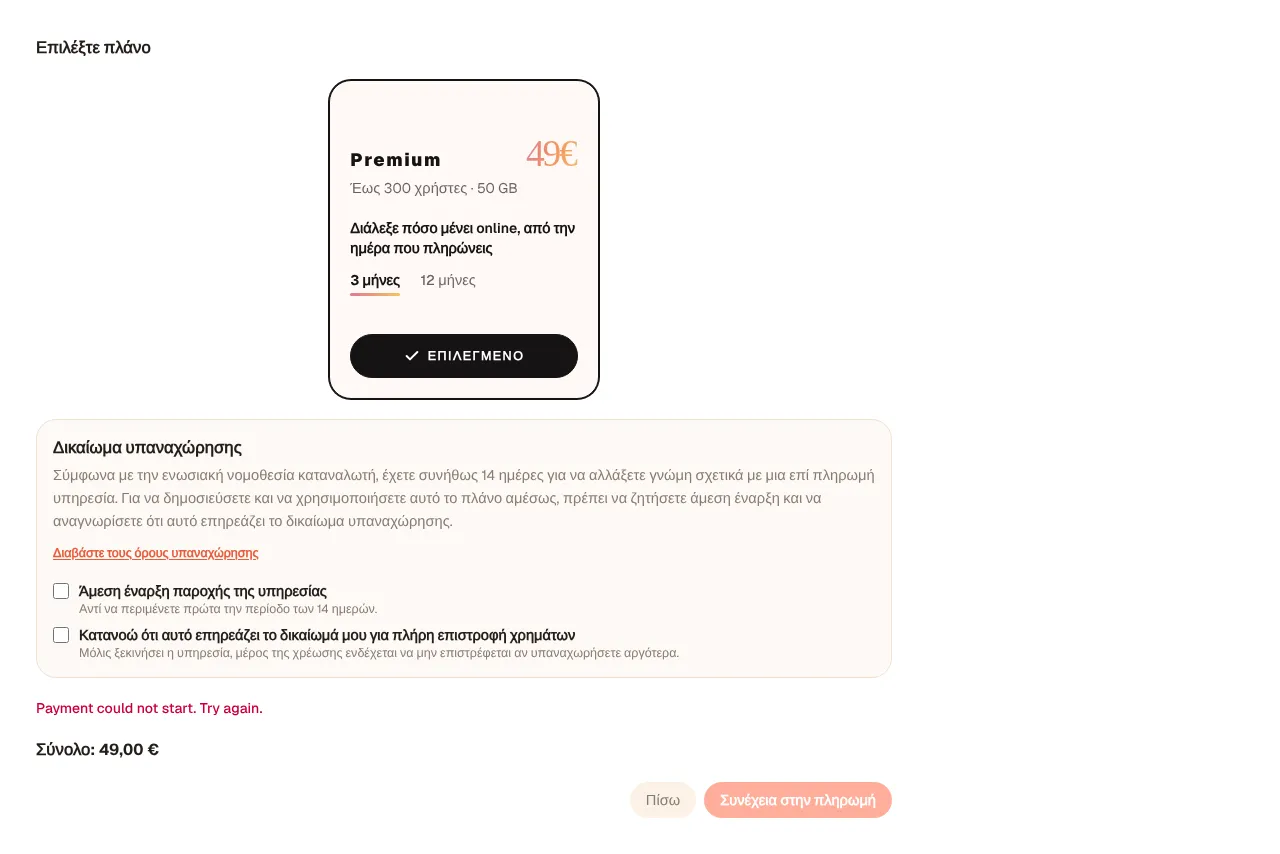 Επιλέξτε πλάνο
Premium 49€
Έως 300 χρήστες · 50 GB
Διάλεξε πόσο μένει online, από την
ημέρα που πληρώνεις
3 μήνες 12 μήνες
ΕΠΙΛΕΓΜΕΝΟ
Δικαίωμα υπαναχώρησης
Σύμφωνα με την ενωσιακή νομοθεσία καταναλωτή, έχετε συνήθως 14 ημέρες για να αλλάξετε γνώμη σχετικά με μια επί πληρωμή
υπηρεσία. Για να δημοσιεύσετε και να χρησιμοποιήσετε αυτό το πλάνο αμέσως, πρέπει να ζητήσετε άμεση έναρξη και να
αναγνωρίσετε ότι αυτό επηρεάζει το δικαίωμα υπαναχώρησης.
Διαβάστε τους όρους υπαναχώρησης
Άμεση έναρξη παροχής της υπηρεσίας
Αντί να περιμένετε πρώτα την περίοδο των 14 ημερών.
Κατανοώ ότι αυτό επηρεάζει το δικαίωμά μου για πλήρη επιστροφή χρημάτων
Μόλις ξεκινήσει η υπηρεσία, μέρος της χρέωσης ενδέχεται να μην επιστρέφεται αν υπαναχωρήσετε αργότερα.
Payment could not start. Try again.
Σύνολο: 49,00 €
Πίσω Συνέχεια στην πληρωμή